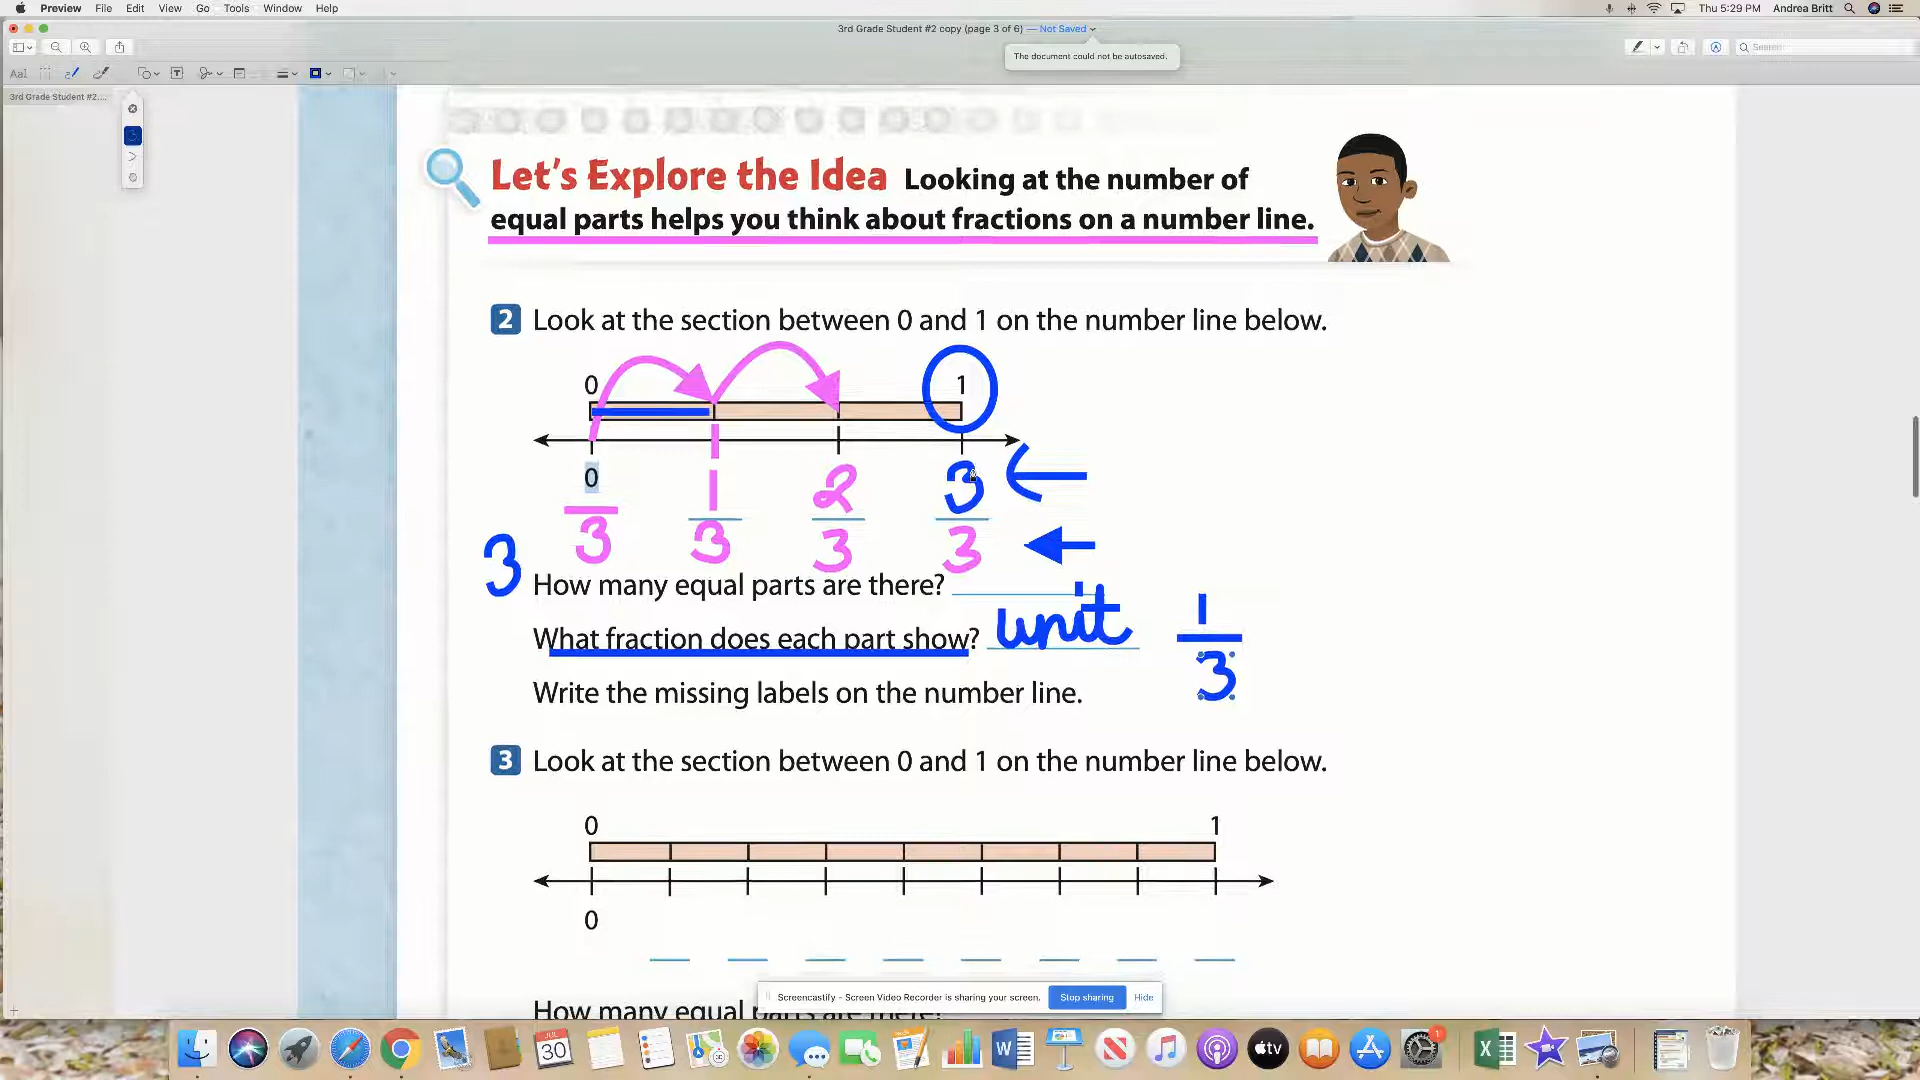 Preview File Edit View Go Tools Window Help Thu 5:29 PM Andrea Britt
3rd Grade Student #2 copy (page 3 of 6) — Not Saved
The document could not be autosaved.
Search
3rd Grade Student #2...
Let's Explore the Idea Looking at the number of
equal parts helps you think about fractions on a number line.
2 Look at the section between 0 and 1 on the number line below.
0 1
0 1 2 3
3 3 3 3
3
How many equal parts are there?
What fraction does each part show? unit 1
3
Write the missing labels on the number line.
3 Look at the section between 0 and 1 on the number line below.
0 1
0
How many equal parts are there?
Screencastify - Screen Video Recorder is sharing your screen. Stop sharing Hide
JUL
30
W
tv
A
1
X